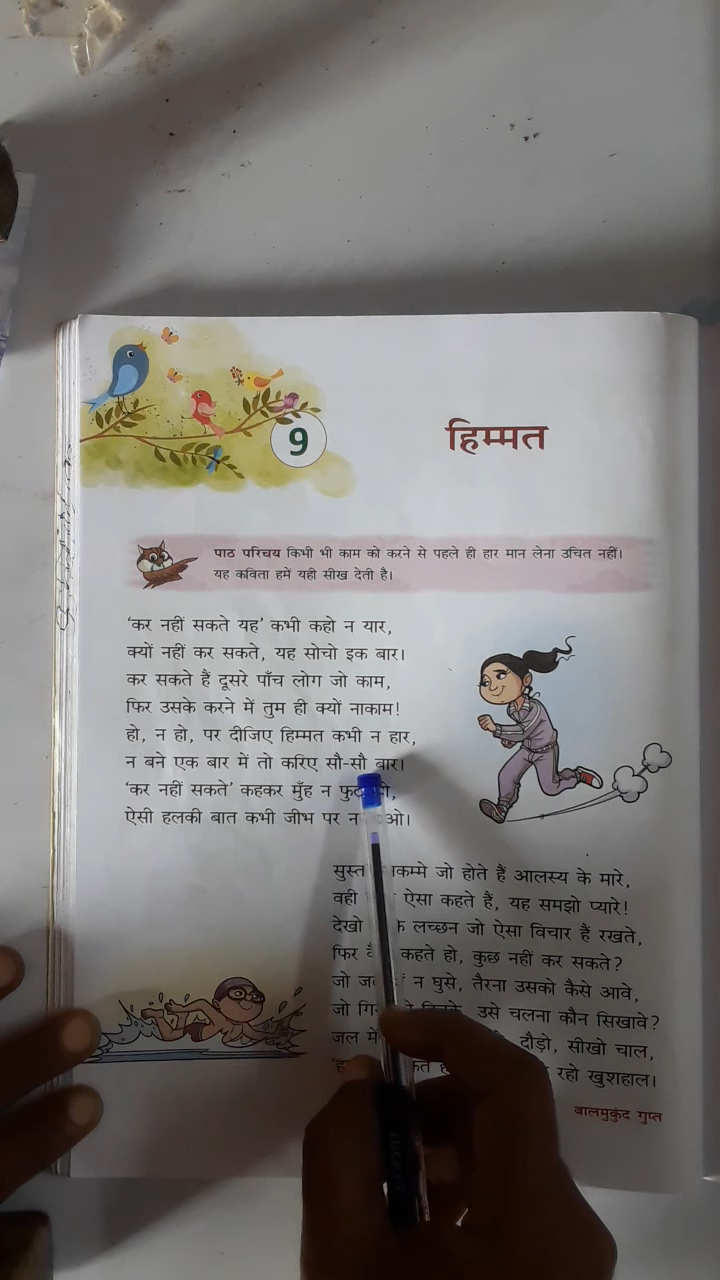 9
हिम्मत
पाठ परिचय किभी भी काम को करने से पहले ही हार मान लेना उचित नहीं।
यह कविता हमें यही सीख देती है।
‘कर नहीं सकते यह’ कभी कहो न यार,
क्यों नहीं कर सकते, यह सोचो इक बार।
कर सकते हैं दूसरे पाँच लोग जो काम,
फिर उसके करने में तुम ही क्यों नाकाम!
हो, न हो, पर दीजिए हिम्मत कभी न हार,
न बने एक बार में तो करिए सौ-सौ बार।
‘कर नहीं सकते’ कहकर मुँह न
ऐसी हलकी बात कभी जीभ पर
सुस्त जो होते हैं आलस्य के मारे,
वही ऐसा कहते हैं, यह समझो प्यारे!
देखो लच्छन जो ऐसा विचार हैं रखते,
फिर कहते हो, कुछ नहीं कर सकते?
जो न घुसे, तैरना उसको कैसे आवे,
जो उसे चलना कौन सिखावे?
जल दौड़ो, सीखो चाल,
रहो खुशहाल।
बालमुकुंद गुप्त